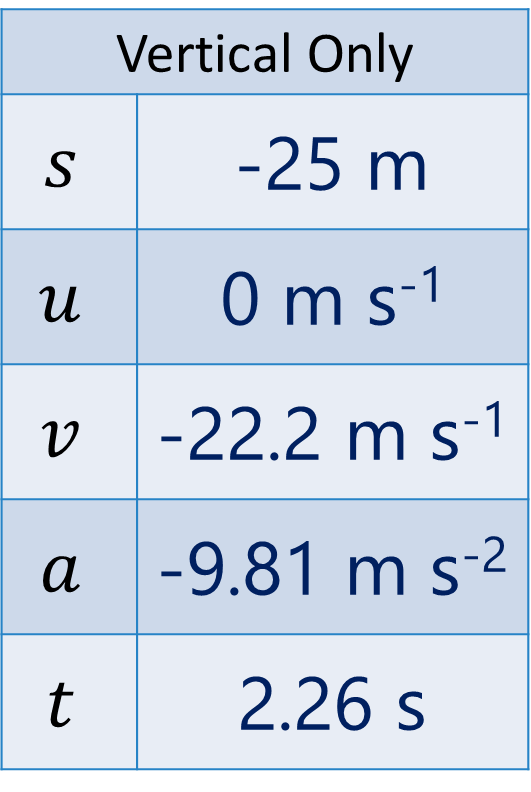 Vertical Only
s -25 m
u 0 m s⁻¹
v -22.2 m s⁻¹
a -9.81 m s⁻²
t 2.26 s